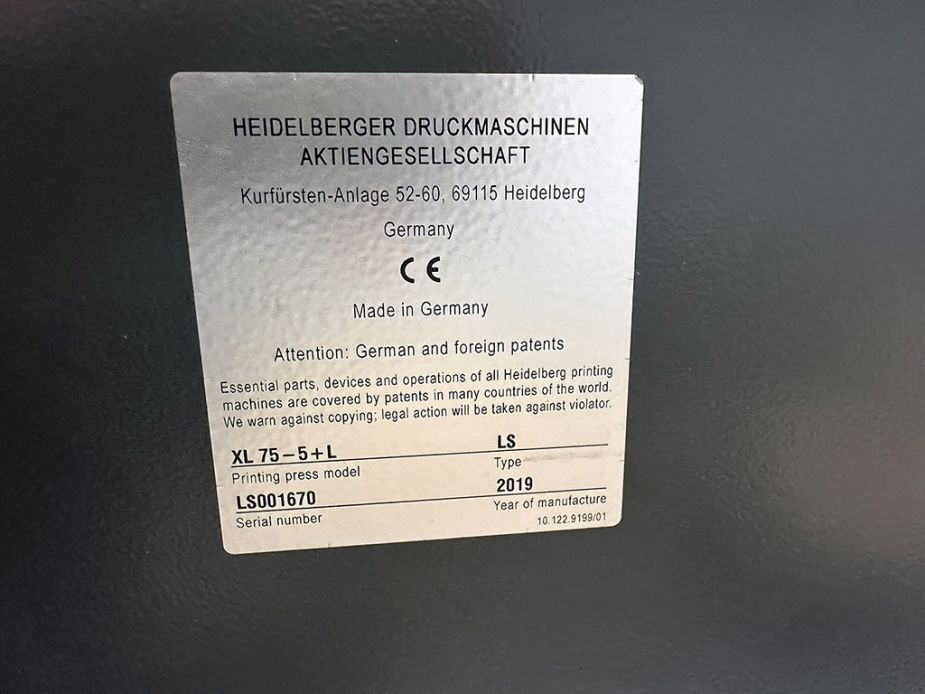 HEIDELBERGER DRUCKMASCHINEN
AKTIENGESELLSCHAFT
Kurfürsten-Anlage 52-60, 69115 Heidelberg
Germany
CE
Made in Germany
Attention: German and foreign patents
Essential parts, devices and operations of all Heidelberg printing
machines are covered by patents in many countries of the world.
We warn against copying; legal action will be taken against violator.
XL 75-5+L LS
Printing press model Type
LS001670 2019
Serial number Year of manufacture
10.122.9199/01